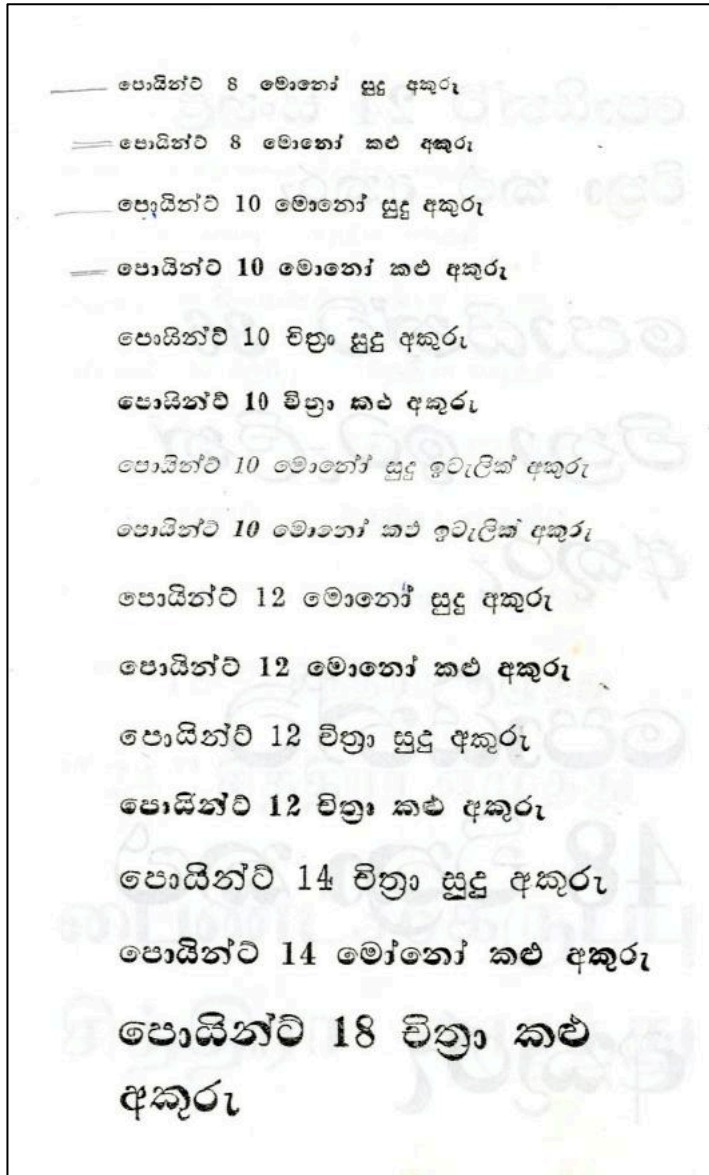 පොයින්ට් 8 මොනෝ සුදු අකුරු
පොයින්ට් 8 මොනෝ කළු අකුරු
පොයින්ට් 10 මොනෝ සුදු අකුරු
පොයින්ට් 10 මොනෝ කළු අකුරු
පොයින්ට් 10 චිත්‍රා සුදු අකුරු
පොයින්ට් 10 චිත්‍රා කළු අකුරු
පොයින්ට් 10 මොනෝ සුදු ඉටැලික් අකුරු
පොයින්ට් 10 මොනෝ කළු ඉටැලික් අකුරු
පොයින්ට් 12 මොනෝ සුදු අකුරු
පොයින්ට් 12 මොනෝ කළු අකුරු
පොයින්ට් 12 චිත්‍රා සුදු අකුරු
පොයින්ට් 12 චිත්‍රා කළු අකුරු
පොයින්ට් 14 චිත්‍රා සුදු අකුරු
පොයින්ට් 14 මෝනෝ කළු අකුරු
පොයින්ට් 18 චිත්‍රා කළු
අකුරු